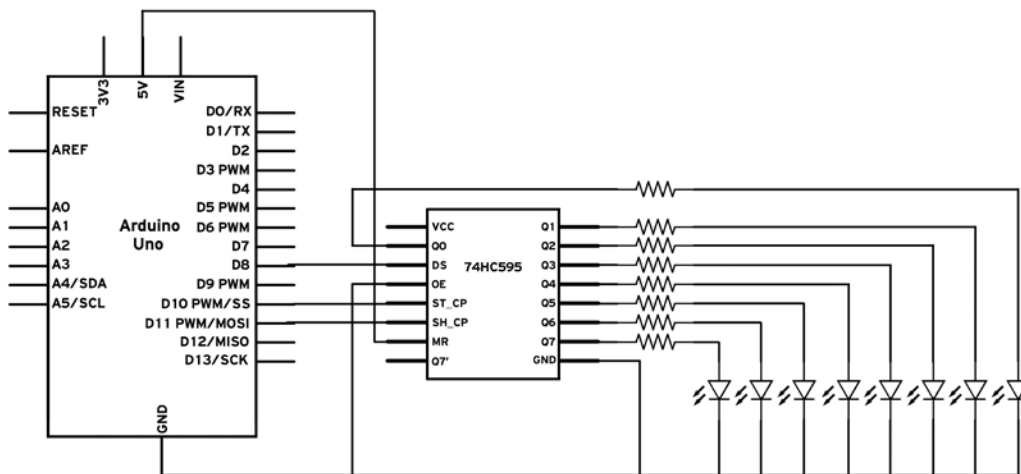 3V3
5V
VIN
RESET
AREF
A0
A1
A2
A3
A4/SDA
A5/SCL
Arduino
Uno
D0/RX
D1/TX
D2
D3 PWM
D4
D5 PWM
D6 PWM
D7
D8
D9 PWM
D10 PWM/SS
D11 PWM/MOSI
D12/MISO
D13/SCK
GND
VCC
Q0
DS
OE
ST_CP
SH_CP
MR
Q7'
74HC595
Q1
Q2
Q3
Q4
Q5
Q6
Q7
GND